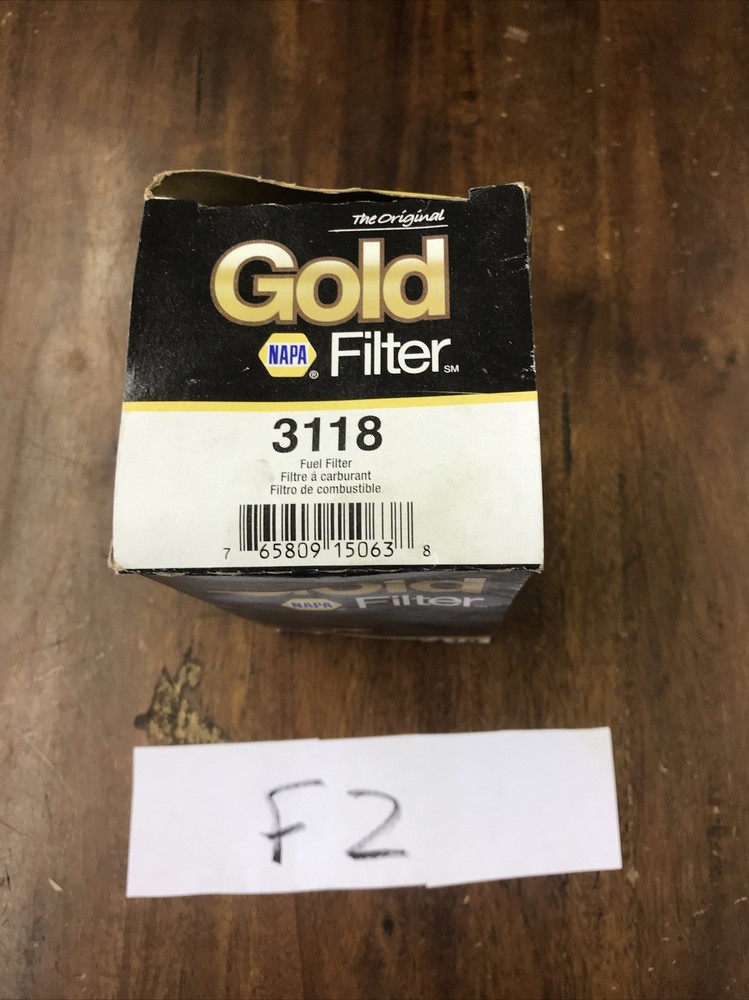 The Original
Gold
NAPA® Filter SM
3118
Fuel Filter
Filtre á carburant
Filtro de combustible
7 65809 15063 8
Gold
NAPA Filter
F2